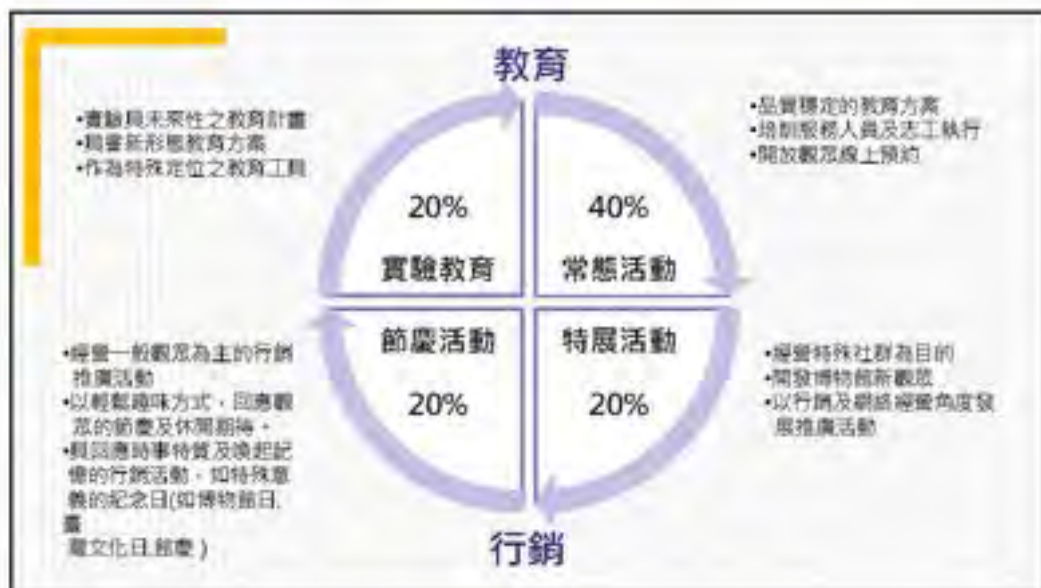 教育
•實驗具未來性之教育計畫
•具書新形態教育方案
•作為特殊定位之教育工具
•品質穩定的教育方案
•培訓服務人員及志工執行
•開放觀眾線上預約
20%
實驗教育
40%
常態活動
節慶活動
20%
特展活動
20%
•經營一般觀眾為主的行銷
推廣活動
•以輕鬆趣味方式，回應觀
眾的節慶及休閒期待。
•具回應時事特質及喚起記
憶的行銷活動，如特殊意
義的紀念日(如博物館日,
臺
灣文化日,館慶)
•經營特殊社群為目的
•開發博物館新觀眾
•以行銷及網絡經營角度發
展推廣活動
行銷